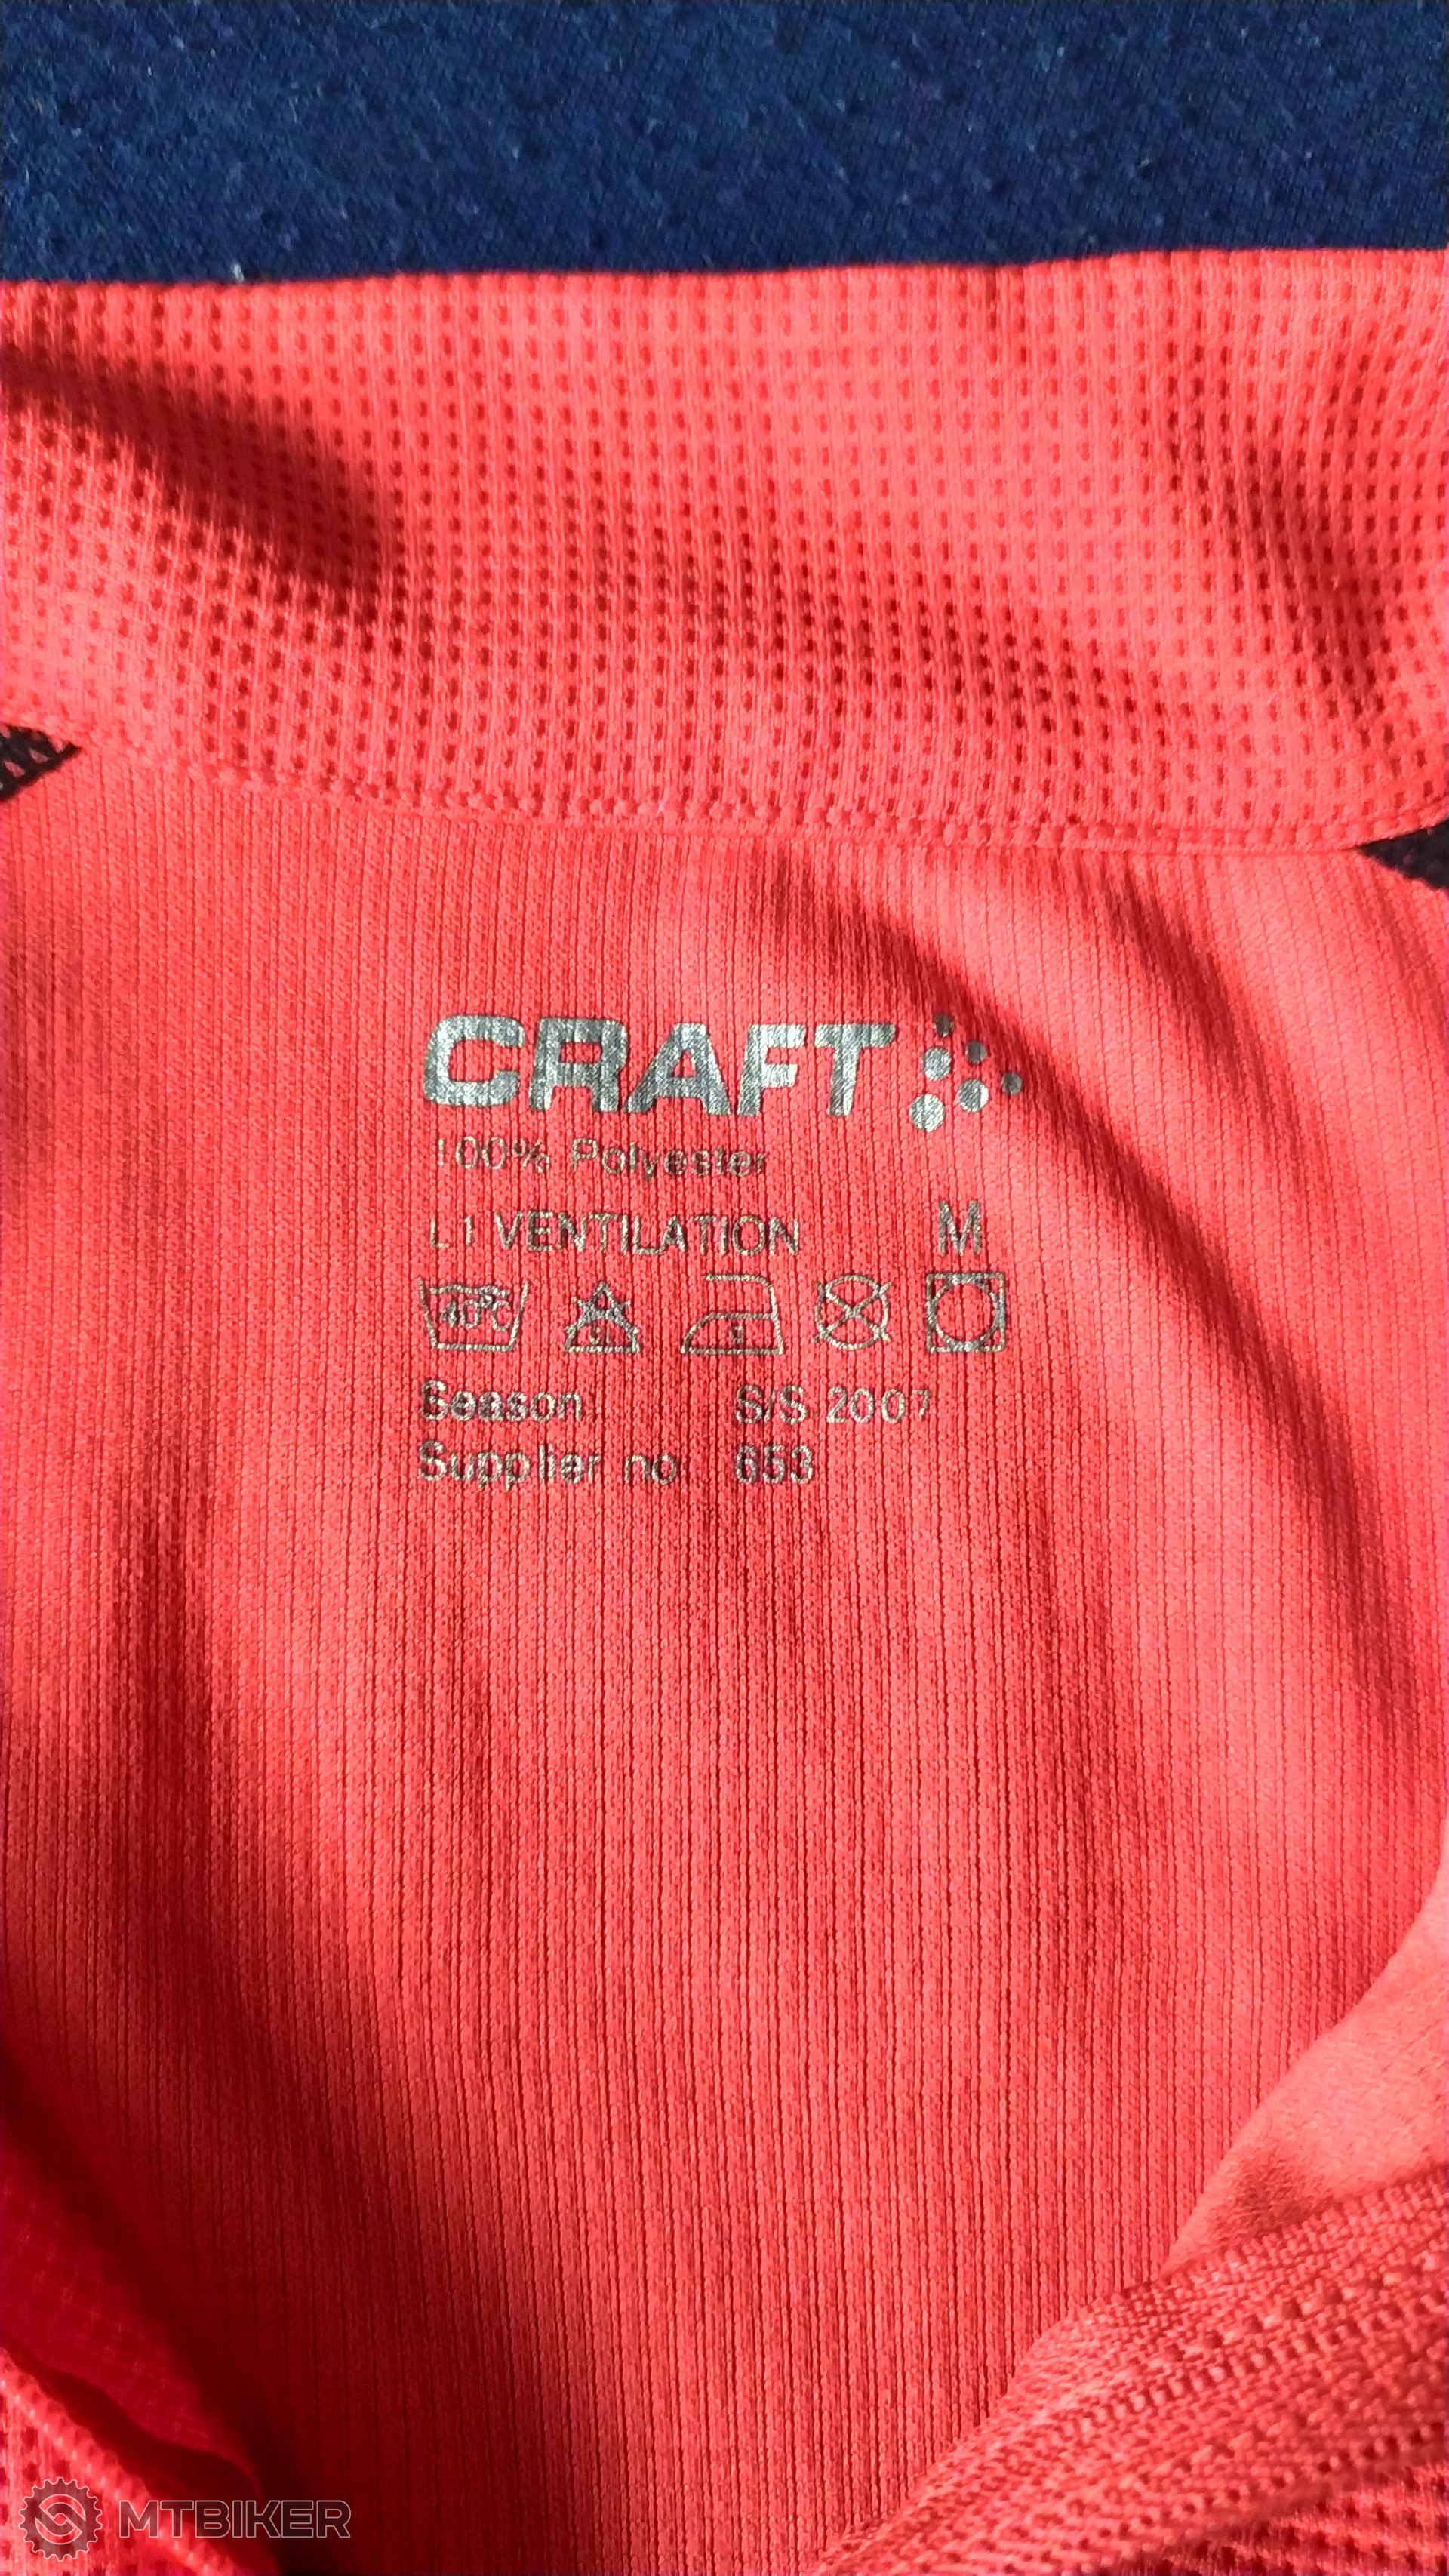 CRAFT
100% Polyester
L1 VENTILATION M
40°C
Season: S/S 2007
Supplier no: 653
MTBIKER